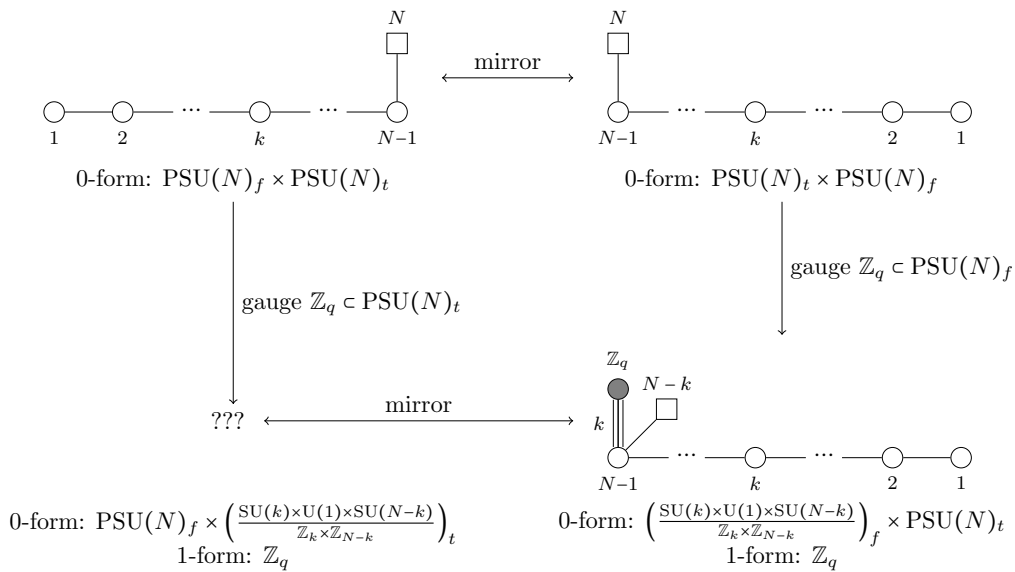 N N
mirror
··· ··· ··· ···
1 2 k N−1 N−1 k 2 1
0-form: PSU(N)_f × PSU(N)_t 0-form: PSU(N)_t × PSU(N)_f
gauge ℤ_q ⊂ PSU(N)_f
gauge ℤ_q ⊂ PSU(N)_t
ℤ_q
N − k
mirror
???
k
··· ···
N−1 k 2 1
0-form: PSU(N)_f × (SU(k)×U(1)×SU(N−k) / ℤ_k×ℤ_{N−k})_t 0-form: (SU(k)×U(1)×SU(N−k) / ℤ_k×ℤ_{N−k})_f × PSU(N)_t
1-form: ℤ_q 1-form: ℤ_q